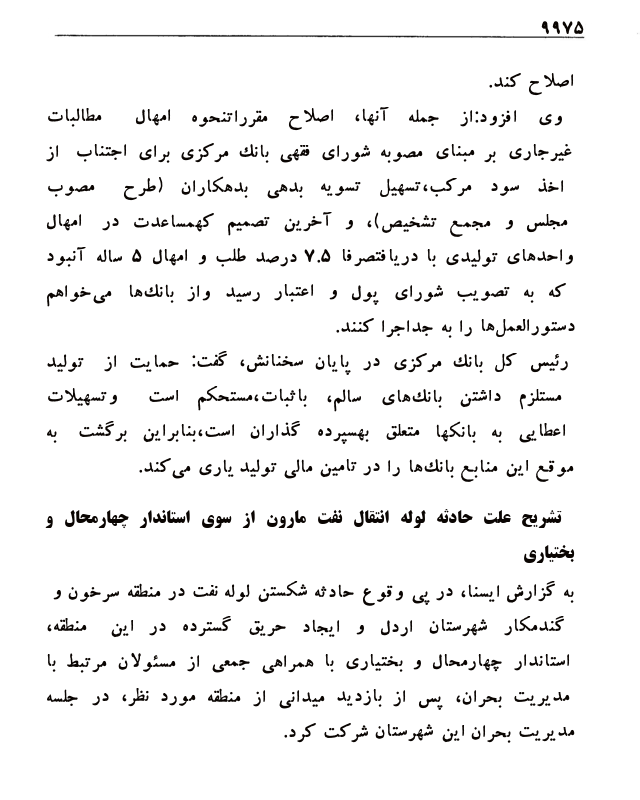 ۹۹۷۵
اصلاح کند.
وی افزود:از جمله آنها، اصلاح مقرراتنحوه امهال مطالبات
غیرجاری بر مبنای مصوبه شورای فقهی بانک مرکزی برای اجتناب از
اخذ سود مرکب،تسهیل تسویه بدهی بدهکاران (طرح مصوب
مجلس و مجمع تشخیص)، و آخرین تصمیم کهمساعدت در امهال
واحدهای تولیدی با دریافتصرفا ۷.۵ درصد طلب و امهال ۵ ساله آنبود
که به تصویب شورای پول و اعتبار رسید واز بانک‌ها می‌خواهم
دستورالعمل‌ها را به جداجرا کنند.
رئیس کل بانک مرکزی در پایان سخنانش، گفت: حمایت از تولید
مستلزم داشتن بانک‌های سالم، باثبات،مستحکم است وتسهیلات
اعطایی به بانکها متعلق بهسپرده گذاران است،بنابراین برگشت به
موقع این منابع بانک‌ها را در تامین مالی تولید یاری می‌کند.
تشریح علت حادثه لوله انتقال نفت مارون از سوی استاندار چهارمحال و
بختیاری
به گزارش ایسنا، در پی وقوع حادثه شکستن لوله نفت در منطقه سرخون و
گندمکار شهرستان اردل و ایجاد حریق گسترده در این منطقه،
استاندار چهارمحال و بختیاری با همراهی جمعی از مسئولان مرتبط با
مدیریت بحران، پس از بازدید میدانی از منطقه مورد نظر، در جلسه
مدیریت بحران این شهرستان شرکت کرد.